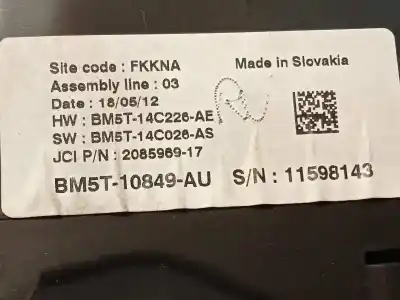 Site code : FKKNA
Made in Slovakia
Assembly line : 03
Date : 18/05/12
HW : BM5T-14C226-AE
SW : BM5T-14C026-AS
JCI P/N : 2085969-17
BM5T-10849-AU
S/N : 11598143